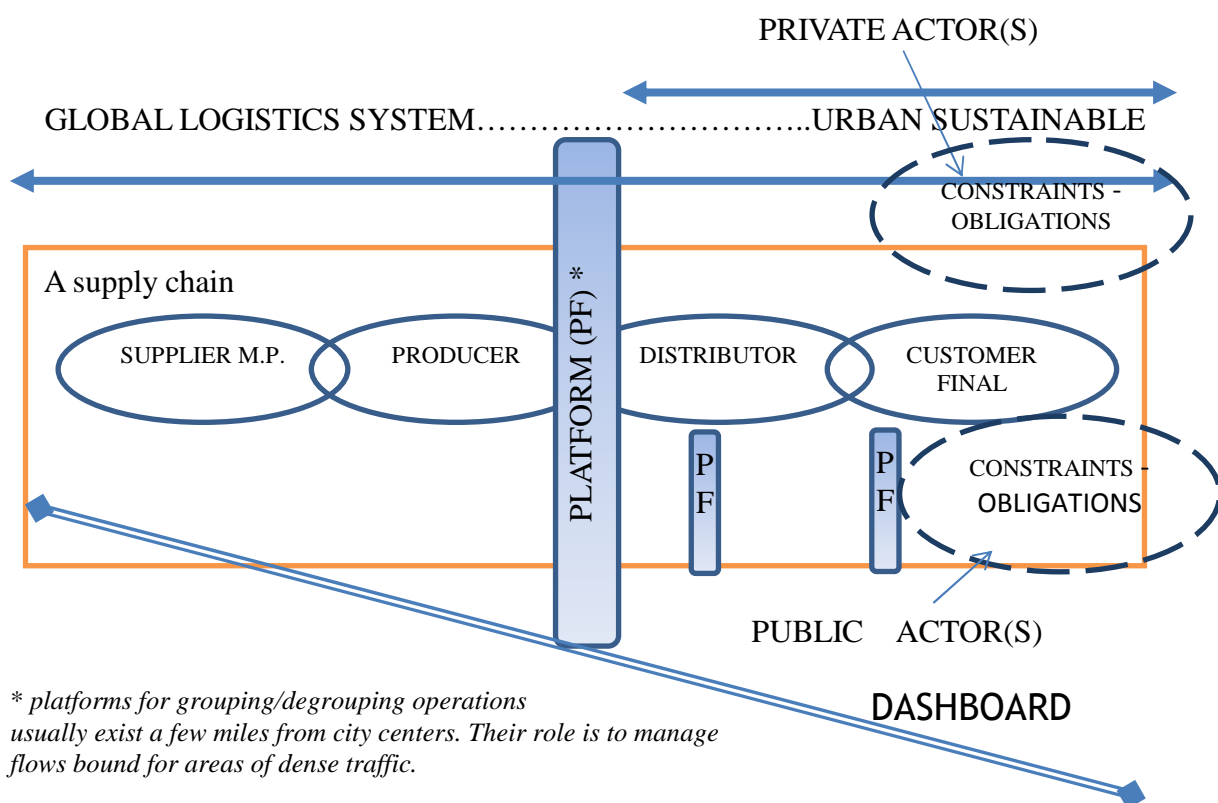 PRIVATE ACTOR(S)
GLOBAL LOGISTICS SYSTEM…………………………..URBAN SUSTAINABLE
CONSTRAINTS -
OBLIGATIONS
A supply chain
SUPPLIER M.P.
PRODUCER
PLATFORM (PF) *
DISTRIBUTOR
CUSTOMER
FINAL
P
F
P
F
CONSTRAINTS -
OBLIGATIONS
PUBLIC ACTOR(S)
DASHBOARD
* platforms for grouping/degrouping operations
usually exist a few miles from city centers. Their role is to manage
flows bound for areas of dense traffic.